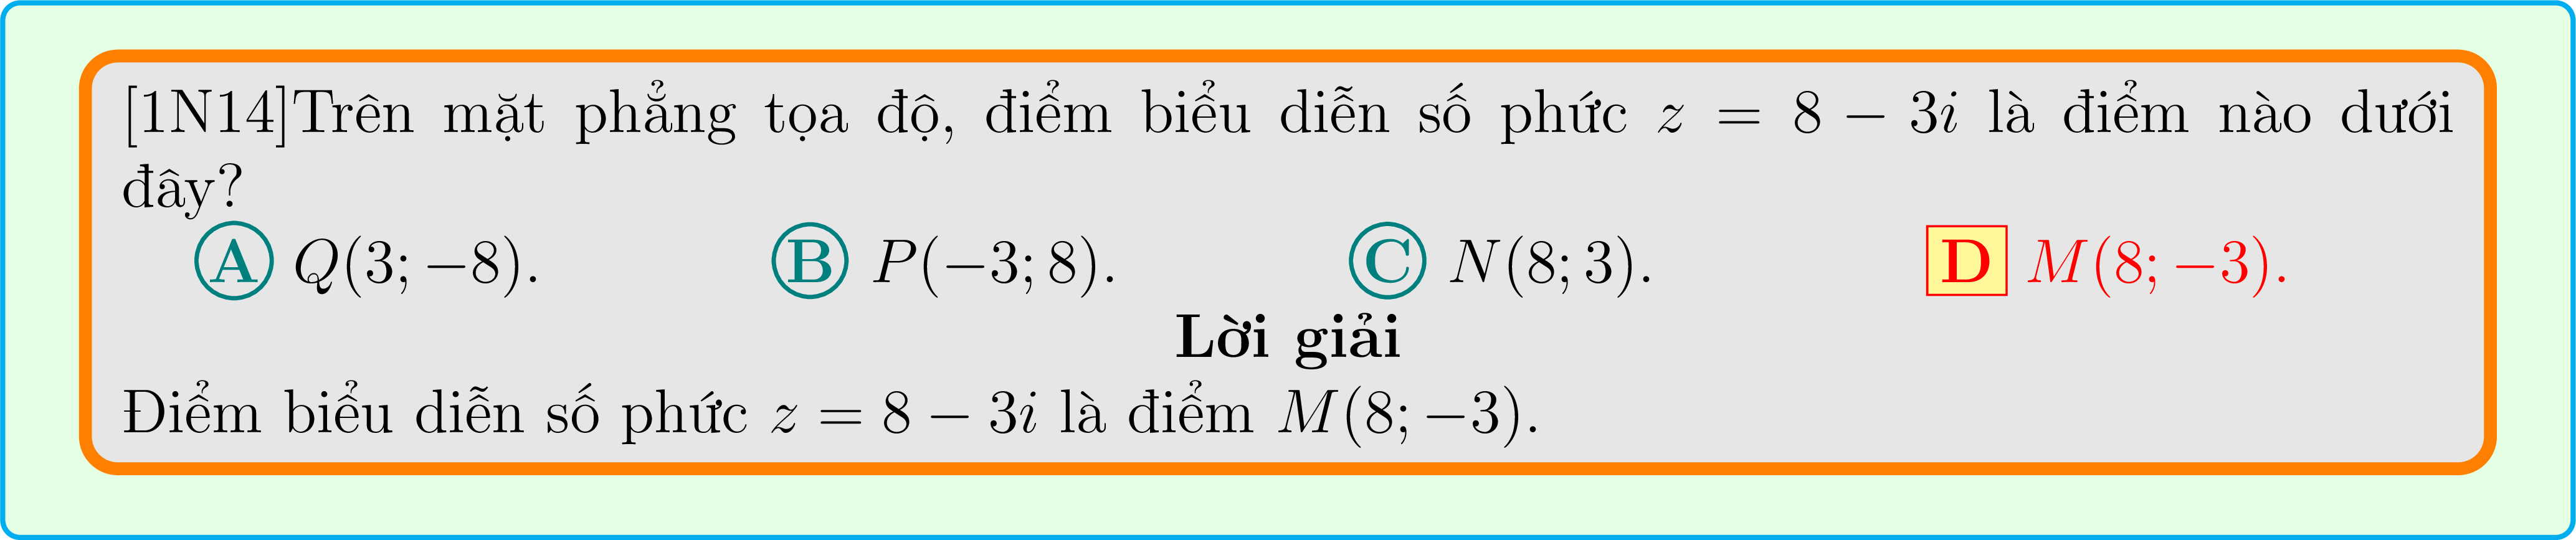 [1N14]Trên mặt phẳng tọa độ, điểm biểu diễn số phức z = 8 − 3i là điểm nào dưới
đây?
A Q(3; −8). B P(−3; 8). C N(8; 3). D M(8; −3).
Lời giải
Điểm biểu diễn số phức z = 8 − 3i là điểm M(8; −3).